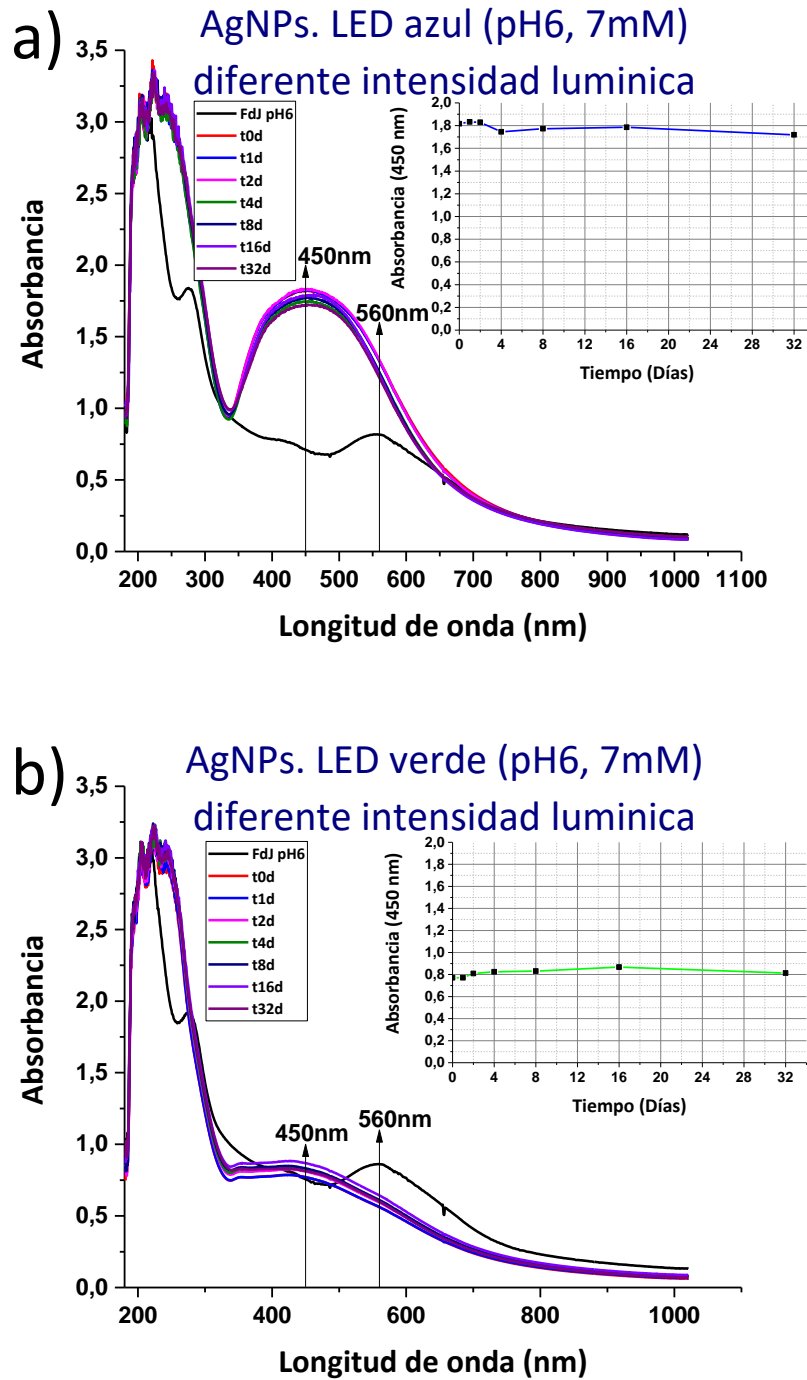 a)
AgNPs. LED azul (pH6, 7mM)
diferente intensidad luminica
3,5
3,0
2,5
2,0
1,5
1,0
0,5
0,0
Absorbancia
FdJ pH6
t0d
t1d
t2d
t4d
t8d
t16d
t32d
450nm
560nm
2,0
1,8
1,6
1,4
1,2
1,0
0,8
0,6
0,4
0,2
0,0
Absorbancia (450 nm)
0 4 8 12 16 20 24 28 32
Tiempo (Días)
200 300 400 500 600 700 800 900 1000 1100
Longitud de onda (nm)
b)
AgNPs. LED verde (pH6, 7mM)
diferente intensidad luminica
3,5
3,0
2,5
2,0
1,5
1,0
0,5
0,0
Absorbancia
FdJ pH6
t0d
t1d
t2d
t4d
t8d
t16d
t32d
450nm
560nm
2,0
1,8
1,6
1,4
1,2
1,0
0,8
0,6
0,4
0,2
0,0
Absorbancia (450 nm)
0 4 8 12 16 20 24 28 32
Tiempo (Días)
200 400 600 800 1000
Longitud de onda (nm)